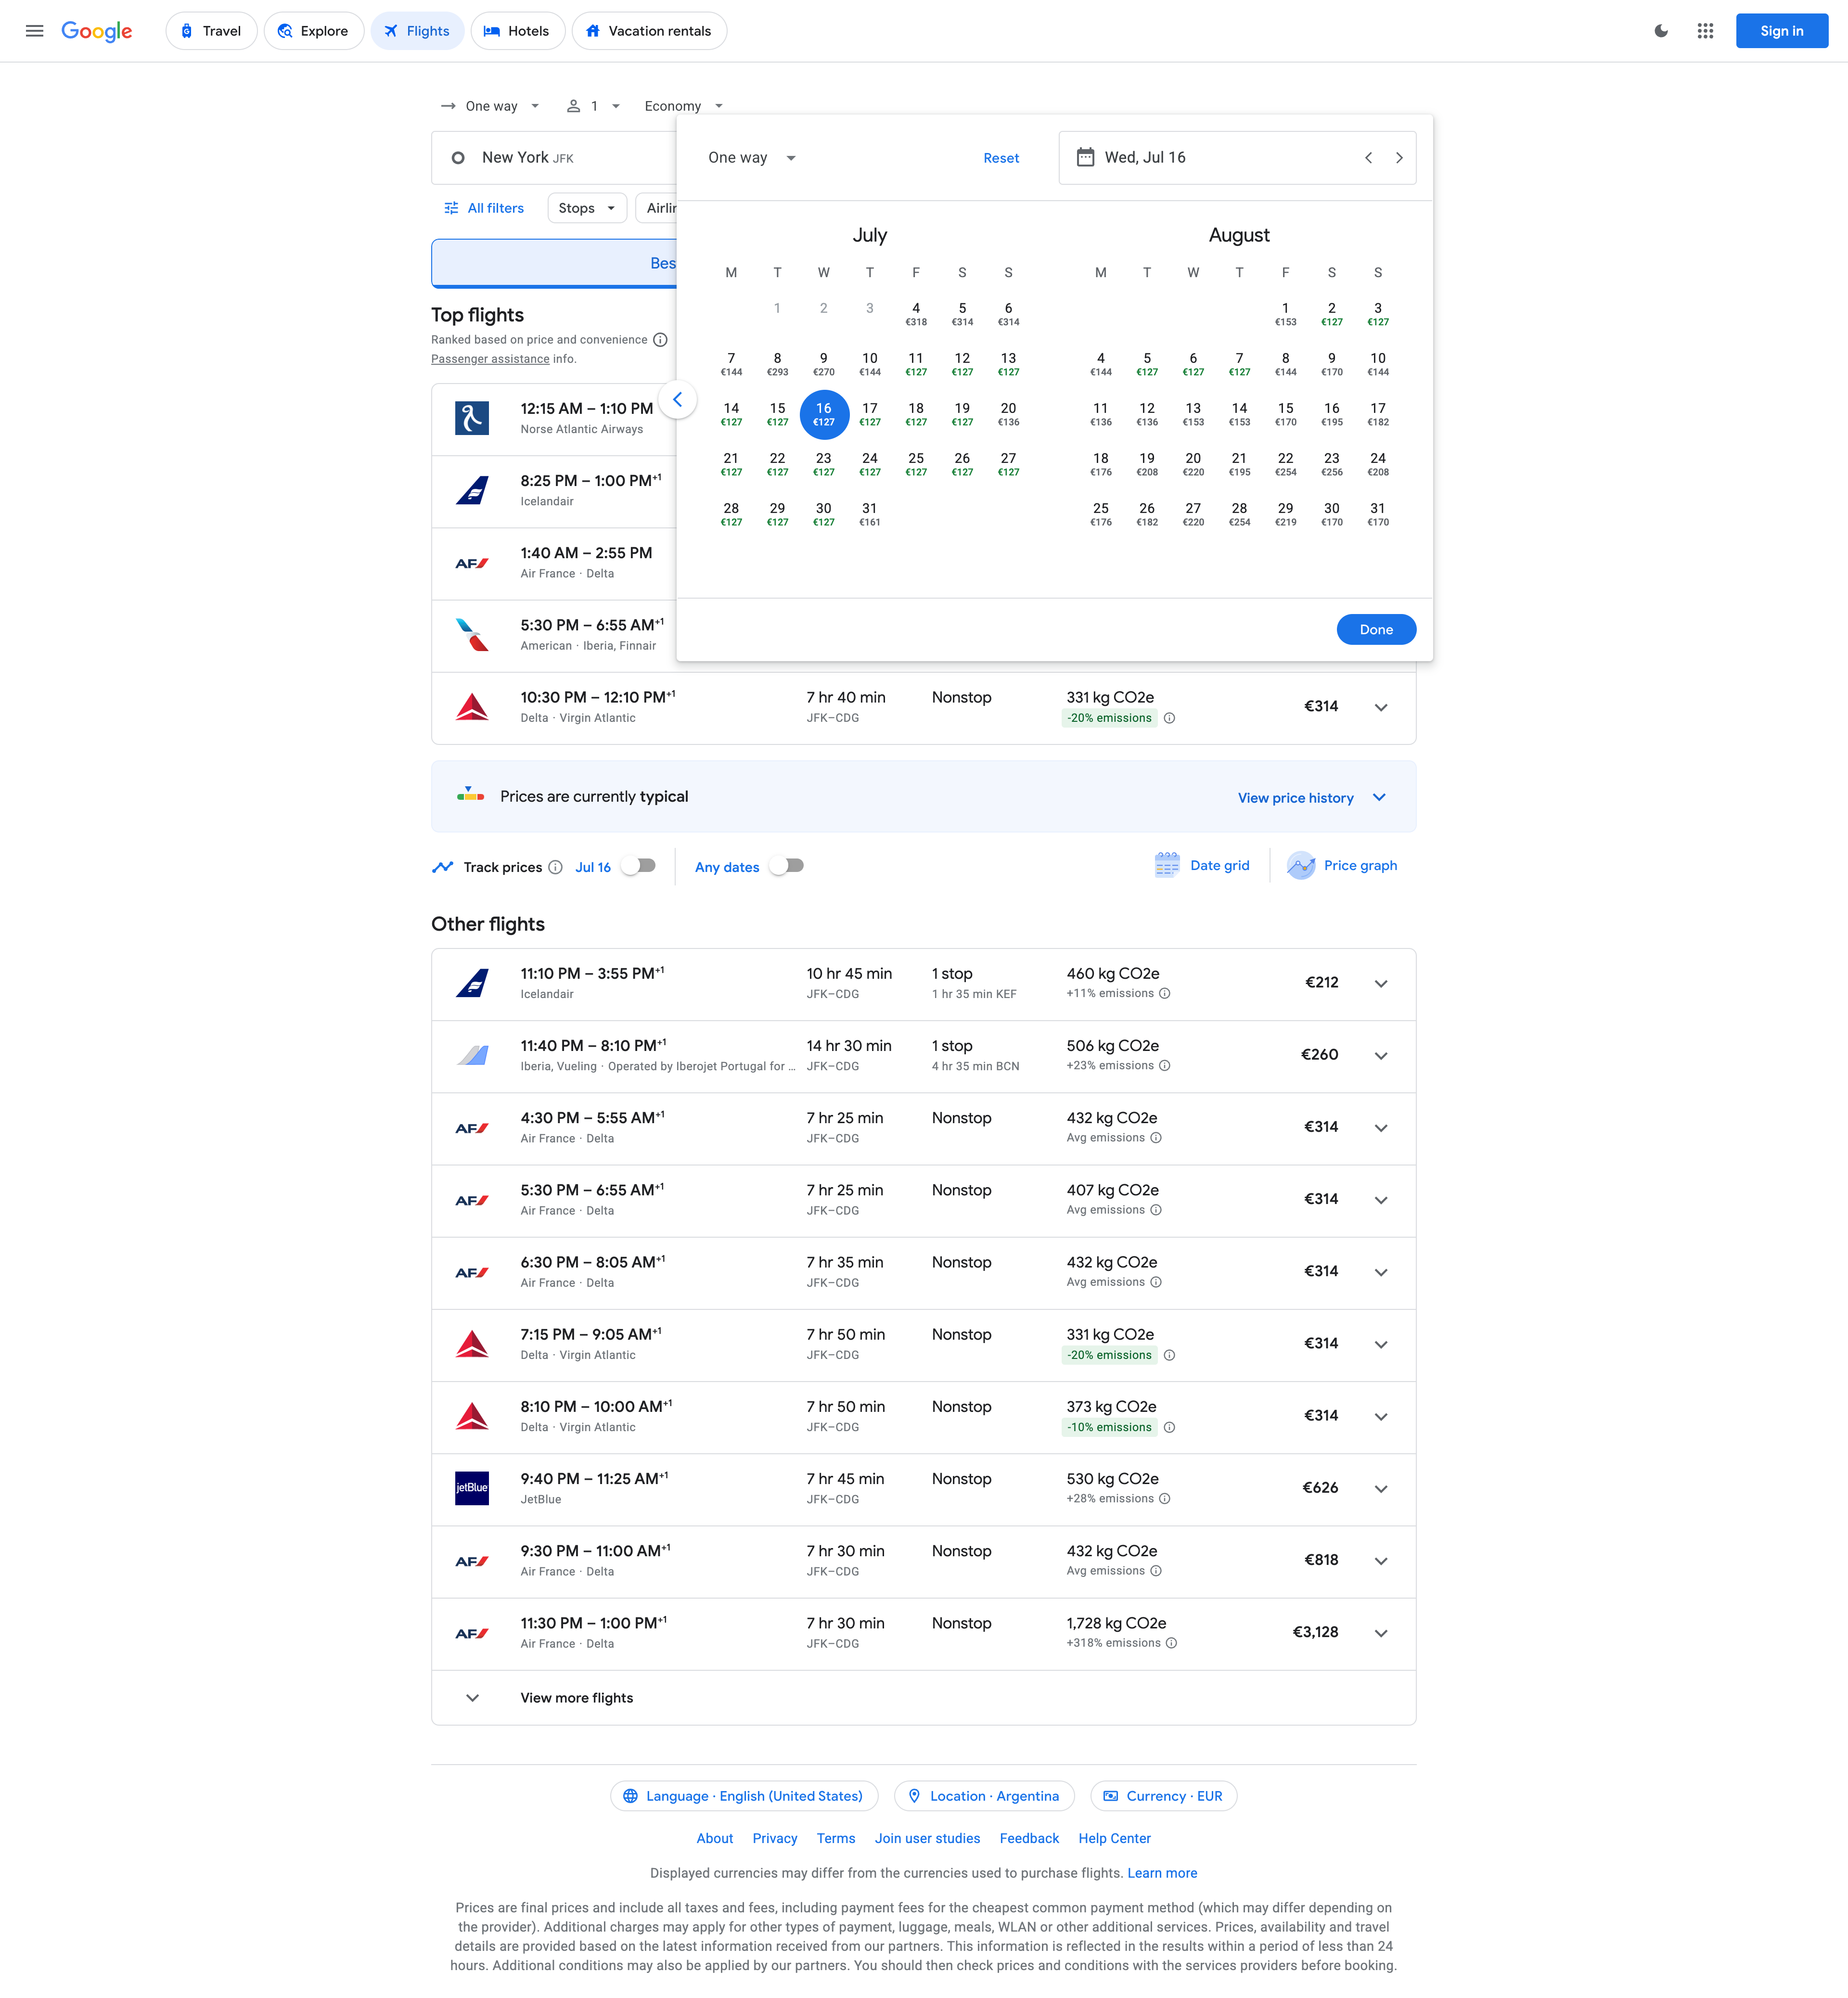 Google
Travel
Explore
Flights
Hotels
Vacation rentals
Sign in
One way
1
Economy
New York JFK
One way
Reset
Wed, Jul 16
All filters
Stops
Airlin
Bes
July
M T W T F S S
1 2 3 4 5 6
€318 €314 €314
7 8 9 10 11 12 13
€144 €293 €270 €144 €127 €127 €127
14 15 16 17 18 19 20
€127 €127 €127 €127 €127 €127 €136
21 22 23 24 25 26 27
€127 €127 €127 €127 €127 €127 €127
28 29 30 31
€127 €127 €127 €161
August
M T W T F S S
1 2 3
€153 €127 €127
4 5 6 7 8 9 10
€144 €127 €127 €127 €144 €170 €144
11 12 13 14 15 16 17
€136 €136 €153 €153 €170 €195 €182
18 19 20 21 22 23 24
€176 €208 €220 €195 €254 €256 €208
25 26 27 28 29 30 31
€176 €182 €220 €254 €219 €170 €170
Done
Top flights
Ranked based on price and convenience
Passenger assistance info.
12:15 AM – 1:10 PM
Norse Atlantic Airways
8:25 PM – 1:00 PM+1
Icelandair
AF
1:40 AM – 2:55 PM
Air France · Delta
5:30 PM – 6:55 AM+1
American · Iberia, Finnair
10:30 PM – 12:10 PM+1 7 hr 40 min Nonstop 331 kg CO2e €314
Delta · Virgin Atlantic JFK–CDG -20% emissions
Prices are currently typical
View price history
Track prices Jul 16 Any dates
Date grid
Price graph
Other flights
11:10 PM – 3:55 PM+1 10 hr 45 min 1 stop 460 kg CO2e €212
Icelandair JFK–CDG 1 hr 35 min KEF +11% emissions
11:40 PM – 8:10 PM+1 14 hr 30 min 1 stop 506 kg CO2e €260
Iberia, Vueling · Operated by Iberojet Portugal for ... JFK–CDG 4 hr 35 min BCN +23% emissions
AF 4:30 PM – 5:55 AM+1 7 hr 25 min Nonstop 432 kg CO2e €314
Air France · Delta JFK–CDG Avg emissions
AF 5:30 PM – 6:55 AM+1 7 hr 25 min Nonstop 407 kg CO2e €314
Air France · Delta JFK–CDG Avg emissions
AF 6:30 PM – 8:05 AM+1 7 hr 35 min Nonstop 432 kg CO2e €314
Air France · Delta JFK–CDG Avg emissions
7:15 PM – 9:05 AM+1 7 hr 50 min Nonstop 331 kg CO2e €314
Delta · Virgin Atlantic JFK–CDG -20% emissions
8:10 PM – 10:00 AM+1 7 hr 50 min Nonstop 373 kg CO2e €314
Delta · Virgin Atlantic JFK–CDG -10% emissions
jetBlue 9:40 PM – 11:25 AM+1 7 hr 45 min Nonstop 530 kg CO2e €626
JetBlue JFK–CDG +28% emissions
AF 9:30 PM – 11:00 AM+1 7 hr 30 min Nonstop 432 kg CO2e €818
Air France · Delta JFK–CDG Avg emissions
AF 11:30 PM – 1:00 PM+1 7 hr 30 min Nonstop 1,728 kg CO2e €3,128
Air France · Delta JFK–CDG +318% emissions
View more flights
Language · English (United States)
Location · Argentina
Currency · EUR
About Privacy Terms Join user studies Feedback Help Center
Displayed currencies may differ from the currencies used to purchase flights. Learn more
Prices are final prices and include all taxes and fees, including payment fees for the cheapest common payment method (which may differ depending on
the provider). Additional charges may apply for other types of payment, luggage, meals, WLAN or other additional services. Prices, availability and travel
details are provided based on the latest information received from our partners. This information is reflected in the results within a period of less than 24
hours. Additional conditions may also be applied by our partners. You should then check prices and conditions with the services providers before booking.